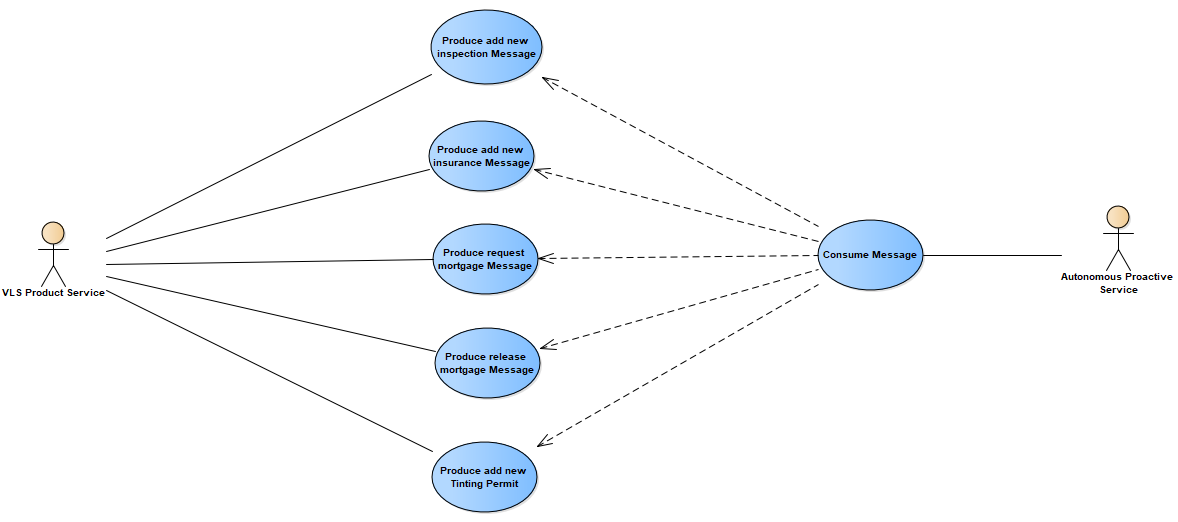 Produce add new
inspection Message
Produce add new
insurance Message
VLS Product Service
Produce request
mortgage Message
Consume Message
Autonomous Proactive
Service
Produce release
mortgage Message
Produce add new
Tinting Permit